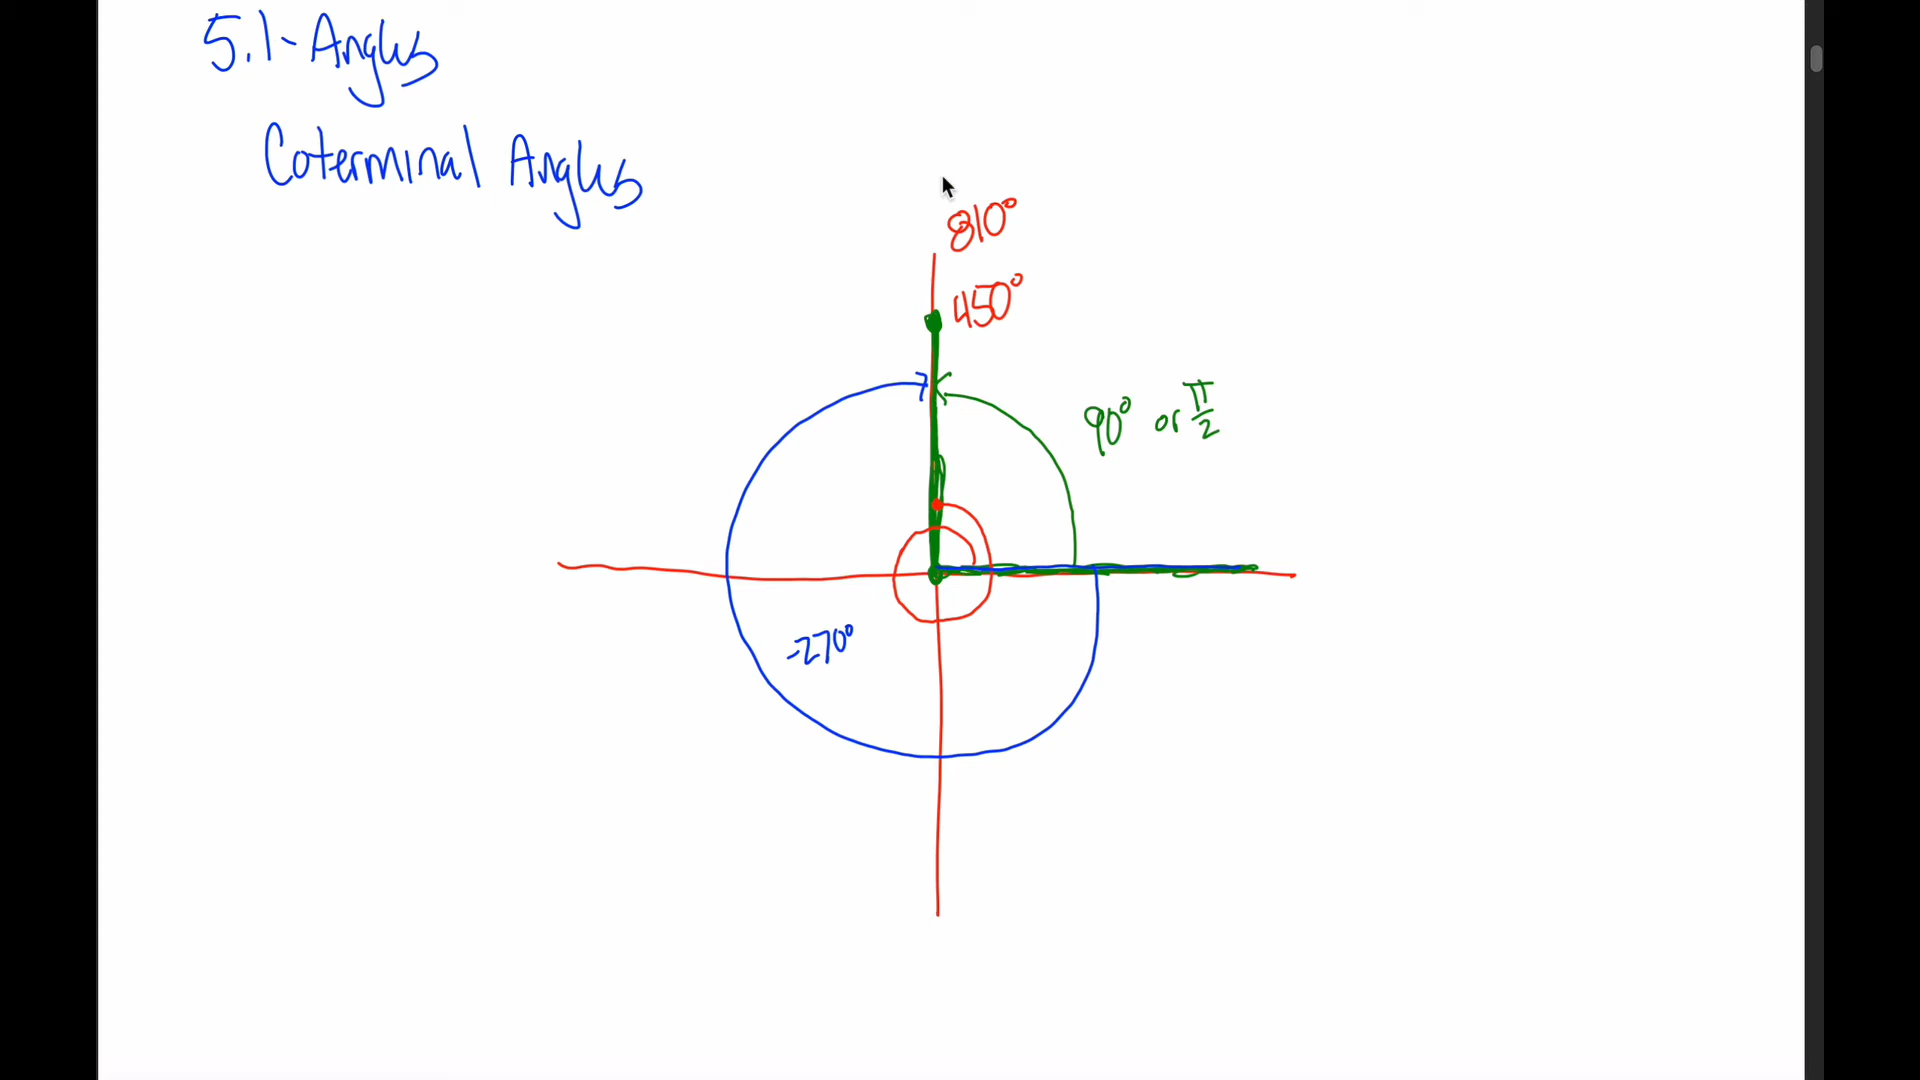 5.1-Angles
Coterminal Angles
810°
450°
90° or π/2
-270°